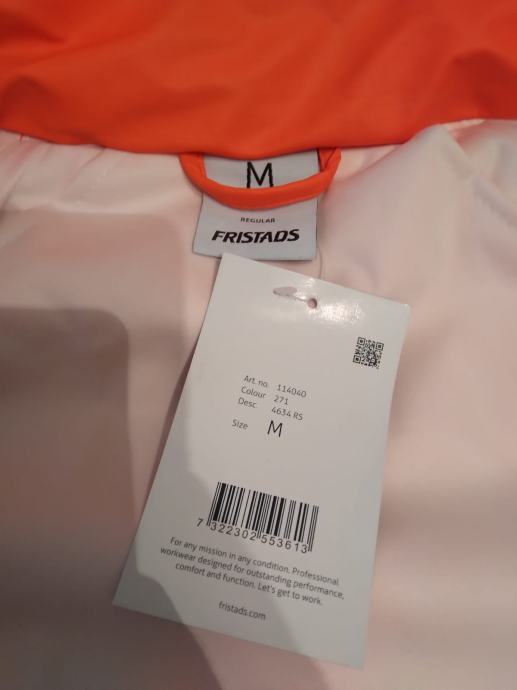 M
REGULAR
FRISTADS
Art. no. 114040
Colour 271
Desc. 4634 RS
Size M
7 322302 553613
For any mission in any condition. Professional
workwear designed for outstanding performance,
comfort and function. Let's get to work.
fristads.com